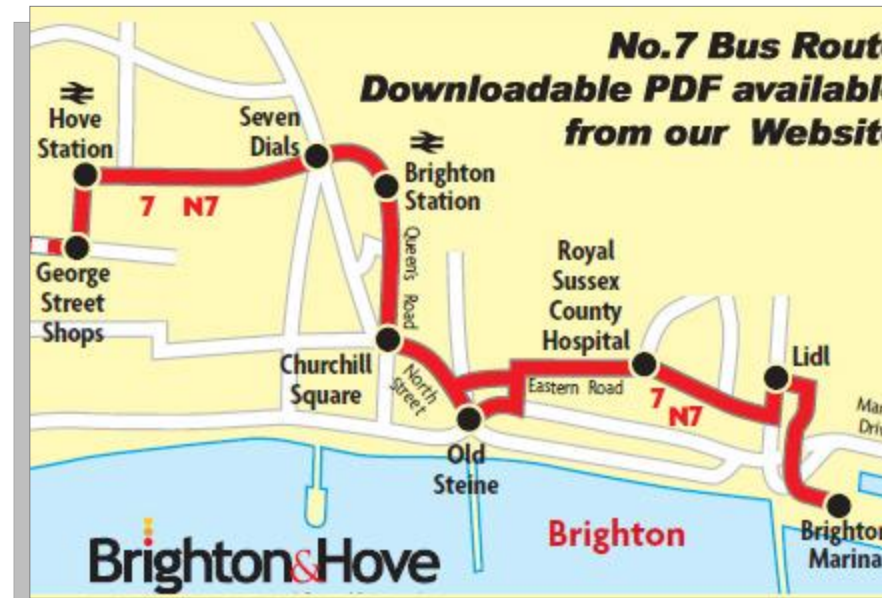 No.7 Bus Rout
Downloadable PDF availabl
from our Websit
Hove
Station
Seven
Dials
Brighton
Station
7 N7
Queen's Road
George
Street
Shops
Royal
Sussex
County
Hospital
Churchill
Square
North
Street
Eastern Road
Lidl
7
N7
Mar
Driv
Old
Steine
Brighton
Brighton
Marina
Brighton&Hove